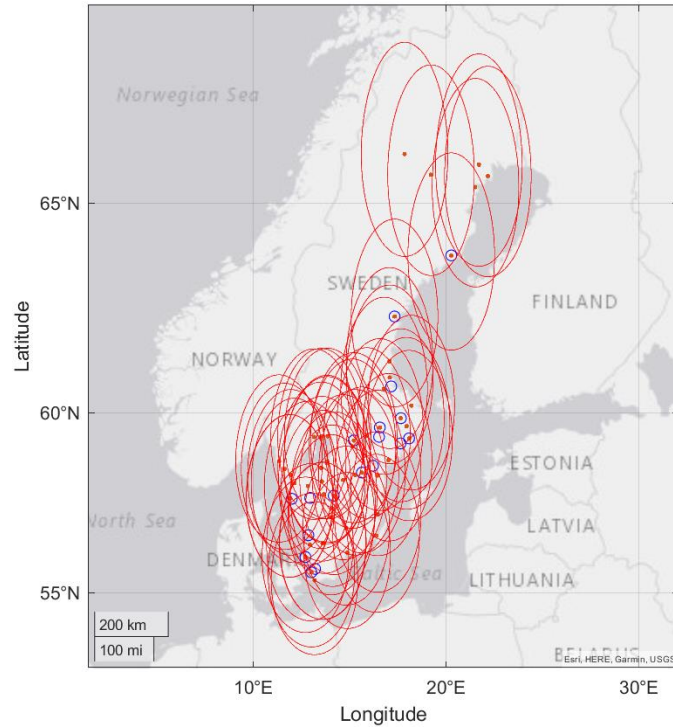 Norwegian Sea
65°N
SWEDEN
FINLAND
NORWAY
Latitude
60°N
ESTONIA
North Sea
LATVIA
DENMARK
Baltic Sea
LITHUANIA
55°N
200 km
100 mi
BELARUS
Esri, HERE, Garmin, USGS
10°E
20°E
30°E
Longitude